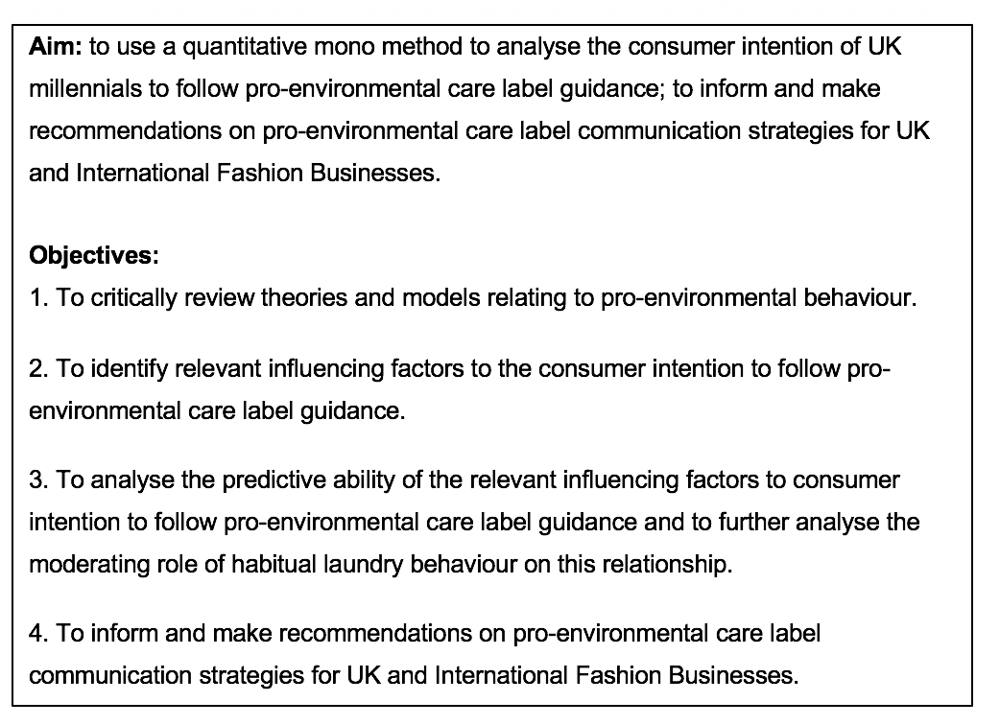 Aim: to use a quantitative mono method to analyse the consumer intention of UK
millennials to follow pro-environmental care label guidance; to inform and make
recommendations on pro-environmental care label communication strategies for UK
and International Fashion Businesses.
Objectives:
1. To critically review theories and models relating to pro-environmental behaviour.
2. To identify relevant influencing factors to the consumer intention to follow pro-
environmental care label guidance.
3. To analyse the predictive ability of the relevant influencing factors to consumer
intention to follow pro-environmental care label guidance and to further analyse the
moderating role of habitual laundry behaviour on this relationship.
4. To inform and make recommendations on pro-environmental care label
communication strategies for UK and International Fashion Businesses.